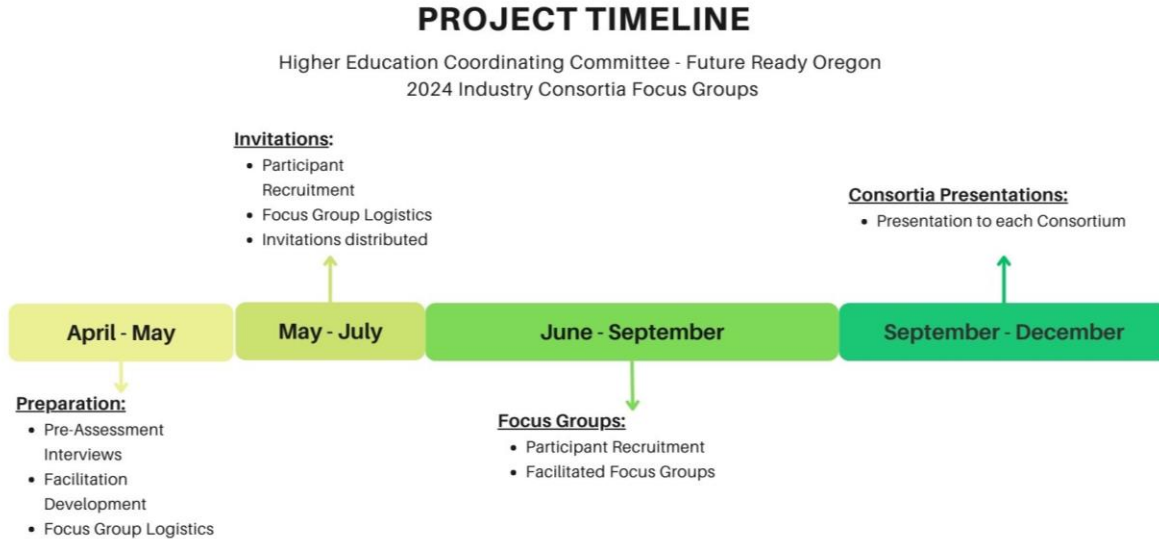 PROJECT TIMELINE
Higher Education Coordinating Committee - Future Ready Oregon
2024 Industry Consortia Focus Groups
Invitations:
• Participant
Recruitment
• Focus Group Logistics
• Invitations distributed
Consortia Presentations:
• Presentation to each Consortium
April - May
May - July
June - September
September - December
Preparation:
• Pre-Assessment
Interviews
• Facilitation
Development
• Focus Group Logistics
Focus Groups:
• Participant Recruitment
• Facilitated Focus Groups